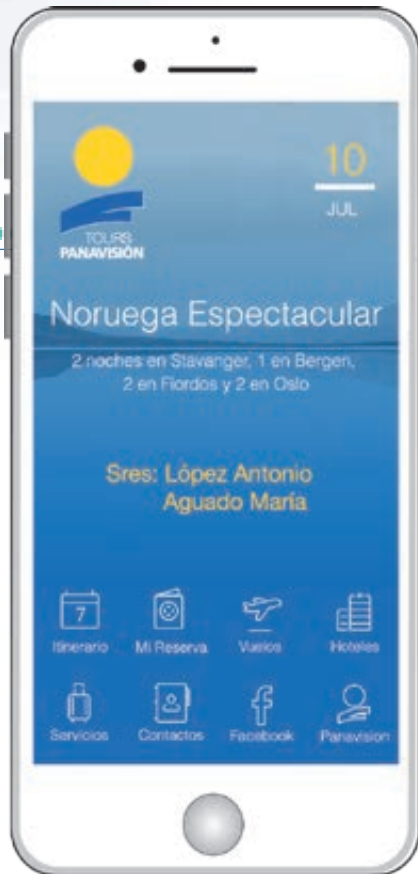 TOURS
PANAVISIÓN
10
JUL
Noruega Espectacular
2 noches en Stavanger, 1 en Bergen,
2 en Fiordos y 2 en Oslo
Sres: López Antonio
Aguado María
7
Itinerario
Mi Reserva
Vuelos
Hoteles
Servicios
Contactos
Facebook
Panavision